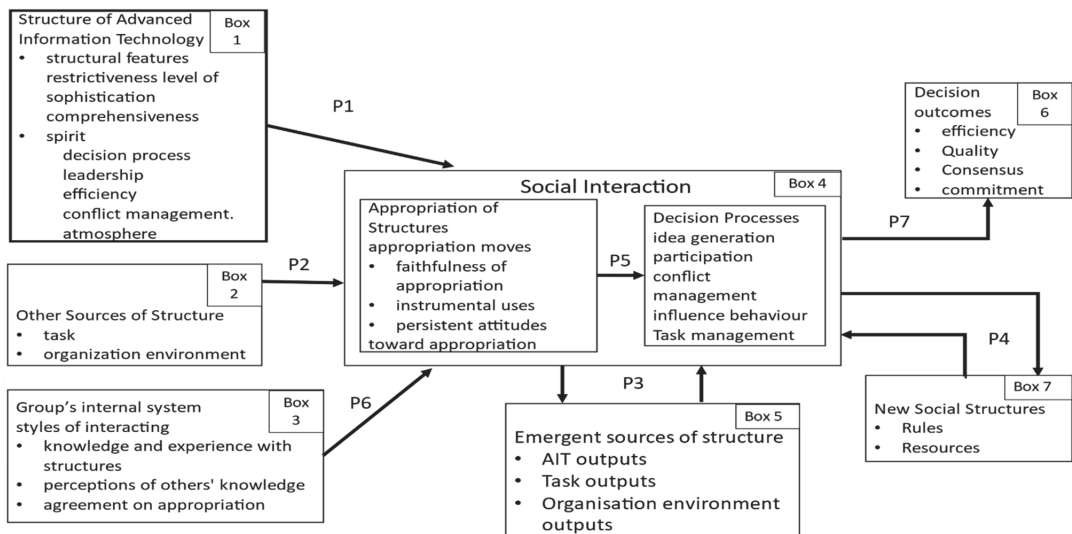 Structure of Advanced
Information Technology
• structural features
restrictiveness level of
sophistication
comprehensiveness
• spirit
decision process
leadership
efficiency
conflict management.
atmosphere
Box
1
P1
Other Sources of Structure
• task
• organization environment
Box
2
P2
Group's internal system
styles of interacting
• knowledge and experience with
structures
• perceptions of others' knowledge
• agreement on appropriation
Box
3
P6
Social Interaction
Box 4
Appropriation of
Structures
appropriation moves
• faithfulness of
appropriation
• instrumental uses
• persistent attitudes
toward appropriation
P5
Decision Processes
idea generation
participation
conflict
management
influence behaviour
Task management
P3
Box 5
Emergent sources of structure
• AIT outputs
• Task outputs
• Organisation environment
outputs
Decision
outcomes
• efficiency
• Quality
• Consensus
• commitment
Box
6
P7
P4
Box 7
New Social Structures
• Rules
• Resources